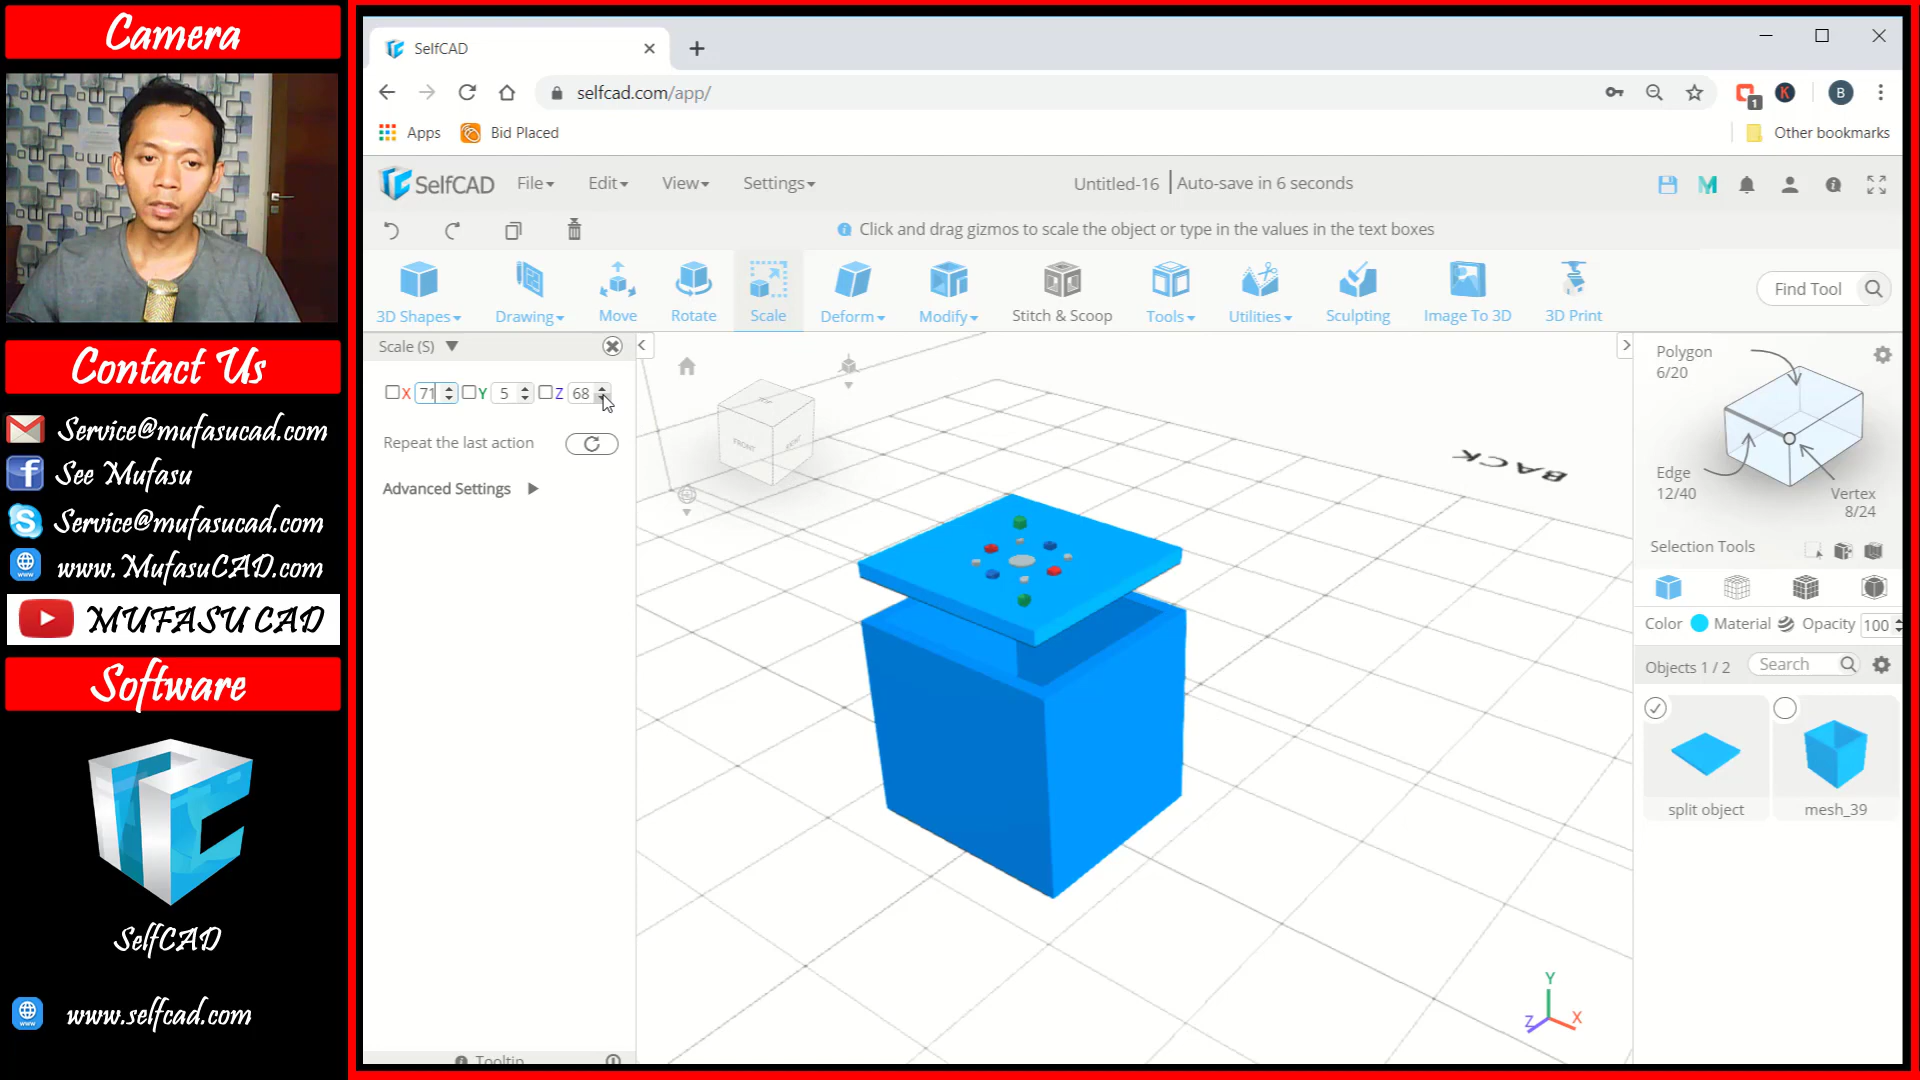 Camera
Contact Us
Service@mufasucad.com
See Mufasu
Service@mufasucad.com
www.MufasuCAD.com
MUFASU CAD
Software
SelfCAD
www.selfcad.com
SelfCAD
selfcad.com/app/
1
K
B
Apps
Bid Placed
Other bookmarks
SelfCAD
File
Edit
View
Settings
Untitled-16
Auto-save in 6 seconds
Click and drag gizmos to scale the object or type in the values in the text boxes
3D Shapes
Drawing
Move
Rotate
Scale
Deform
Modify
Stitch & Scoop
Tools
Utilities
Sculpting
Image To 3D
3D Print
Find Tool
Scale (S)
X 71 Y 5 Z 68
Repeat the last action
Advanced Settings
Tooltip
TOP
FRONT
RIGHT
BACK
Y
Z
X
Polygon
6/20
Edge
12/40
Vertex
8/24
Selection Tools
Color
Material
Opacity
100
Objects 1 / 2
Search
split object
mesh_39